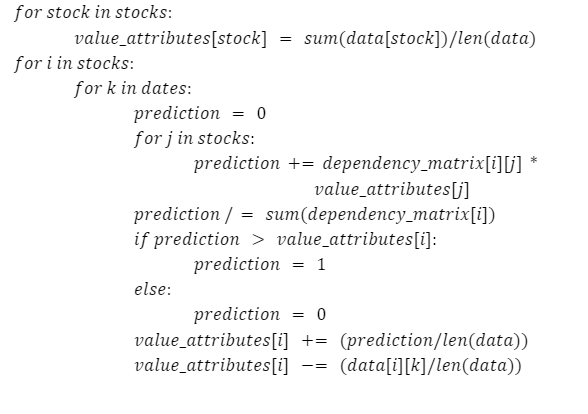 for stock in stocks:
value_attributes[stock] = sum(data[stock])/len(data)
for i in stocks:
for k in dates:
prediction = 0
for j in stocks:
prediction += dependency_matrix[i][j] *
value_attributes[j]
prediction / = sum(dependency_matrix[i])
if prediction > value_attributes[i]:
prediction = 1
else:
prediction = 0
value_attributes[i] += (prediction/len(data))
value_attributes[i] −= (data[i][k]/len(data))